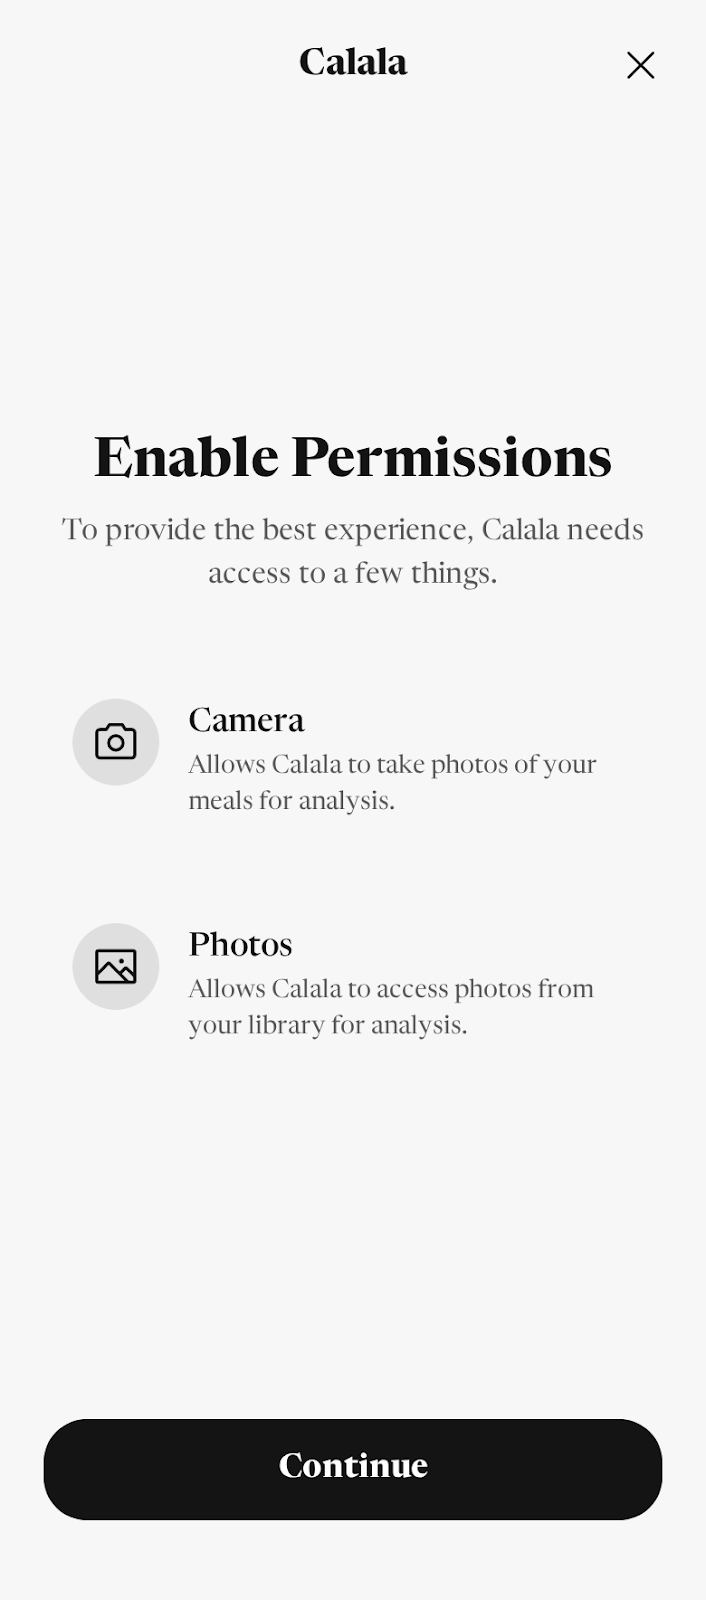 Calala
Enable Permissions
To provide the best experience, Calala needs
access to a few things.
Camera
Allows Calala to take photos of your
meals for analysis.
Photos
Allows Calala to access photos from
your library for analysis.
Continue